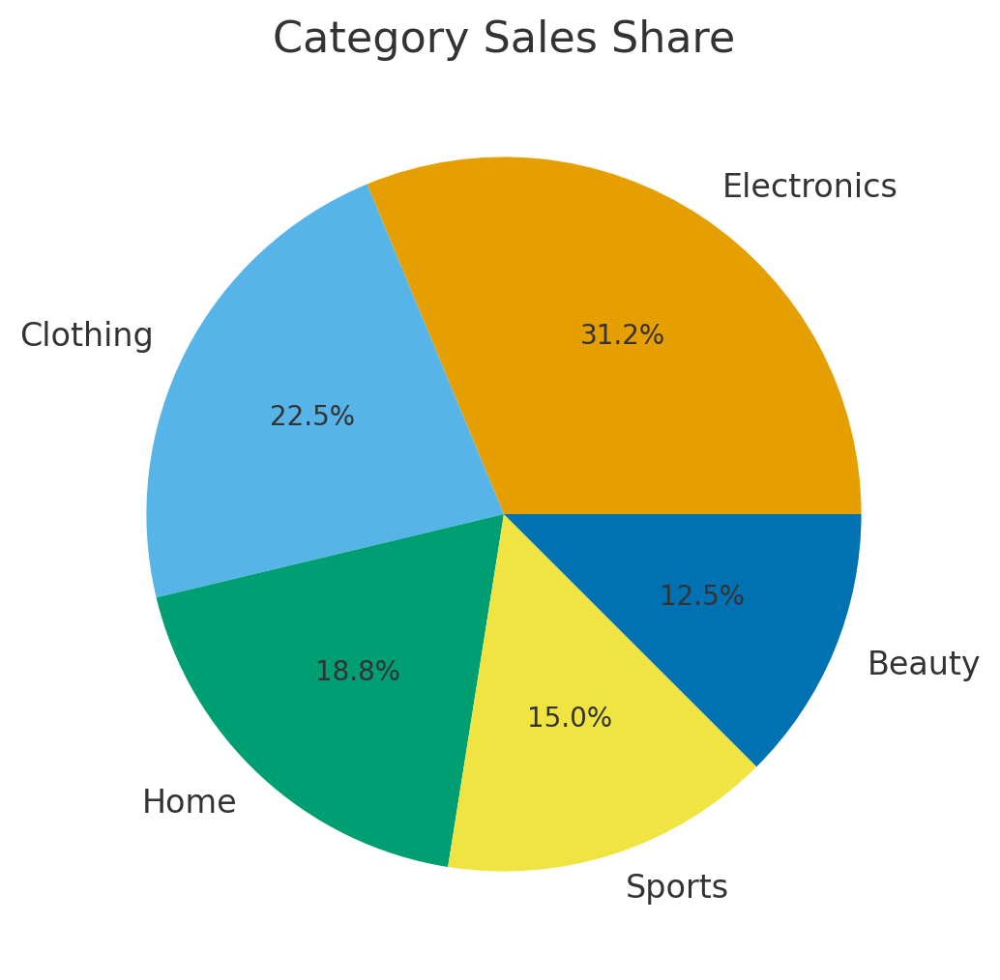 Category Sales Share
Electronics
31.2%
Clothing
22.5%
Home
18.8%
Sports
15.0%
Beauty
12.5%